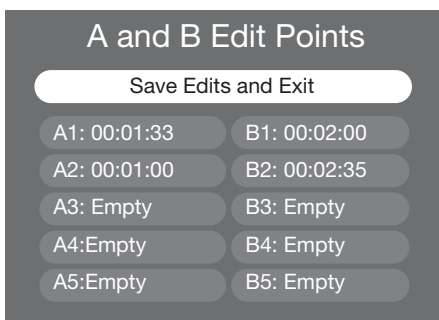 A and B Edit Points
Save Edits and Exit
A1: 00:01:33 B1: 00:02:00
A2: 00:01:00 B2: 00:02:35
A3: Empty B3: Empty
A4:Empty B4: Empty
A5:Empty B5: Empty